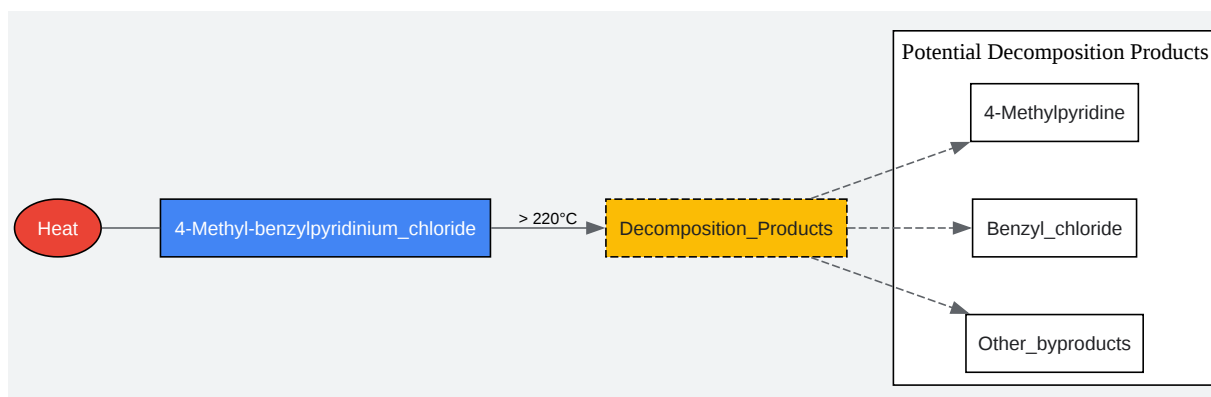 Heat
4-Methyl-benzylpyridinium_chloride
> 220°C
Decomposition_Products
Potential Decomposition Products
4-Methylpyridine
Benzyl_chloride
Other_byproducts